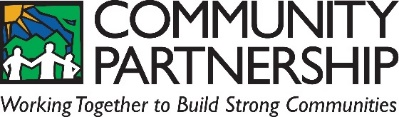 COMMUNITY
PARTNERSHIP
Working Together to Build Strong Communities